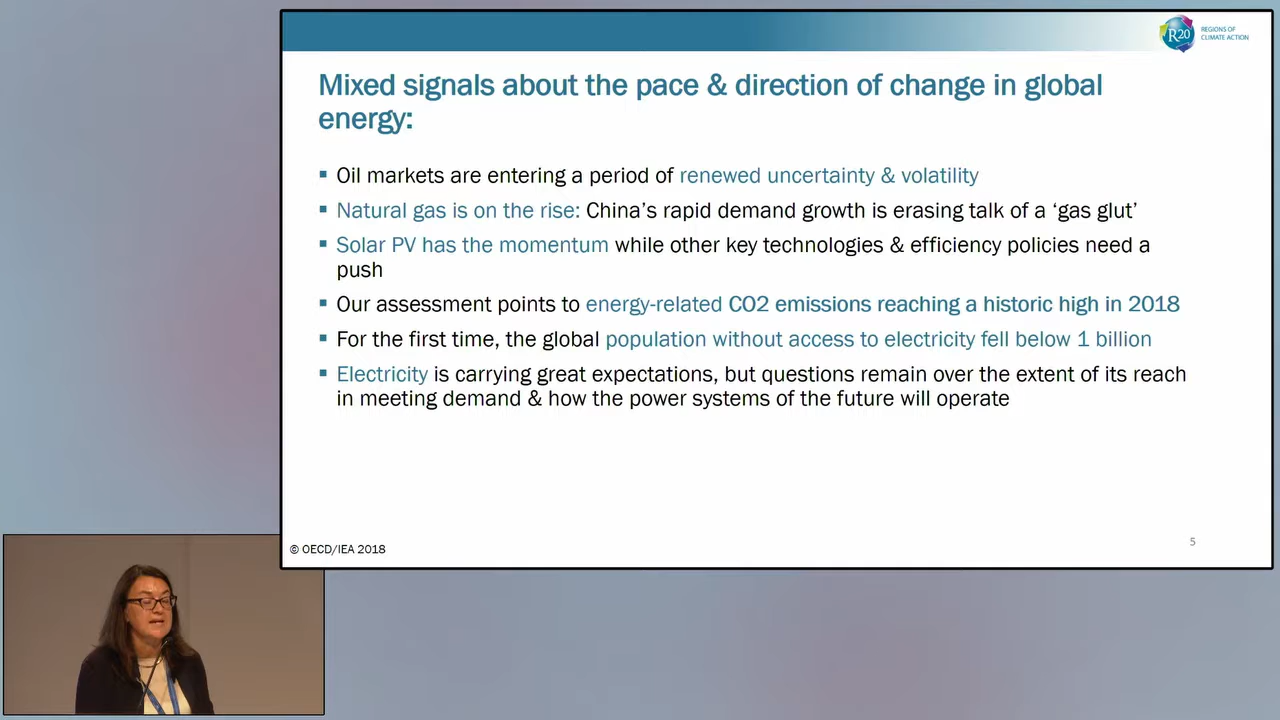 R20
REGIONS OF
CLIMATE ACTION
Mixed signals about the pace & direction of change in global
energy:
▪ Oil markets are entering a period of renewed uncertainty & volatility
▪ Natural gas is on the rise: China's rapid demand growth is erasing talk of a ‘gas glut’
▪ Solar PV has the momentum while other key technologies & efficiency policies need a
push
▪ Our assessment points to energy-related CO2 emissions reaching a historic high in 2018
▪ For the first time, the global population without access to electricity fell below 1 billion
▪ Electricity is carrying great expectations, but questions remain over the extent of its reach
in meeting demand & how the power systems of the future will operate
© OECD/IEA 2018
5